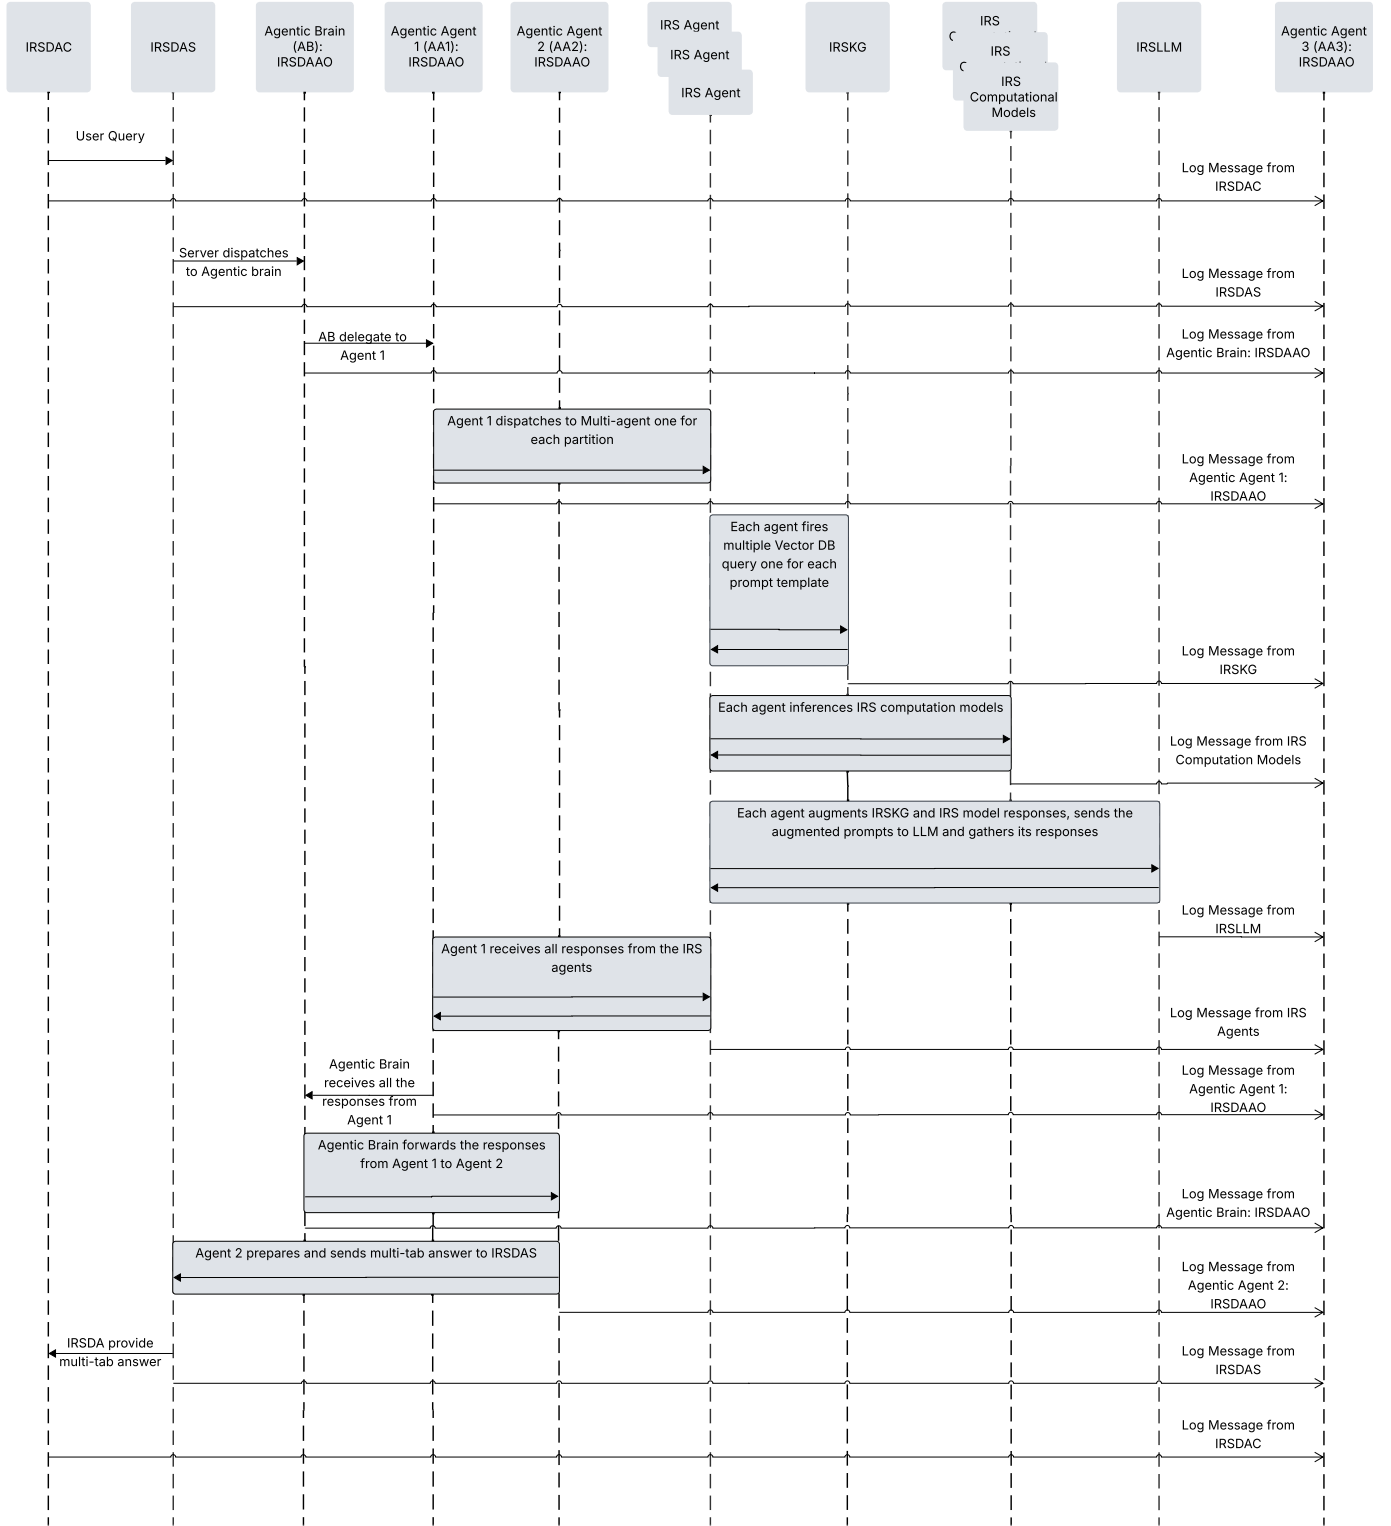 IRSDAC
IRSDAS
Agentic Brain
(AB):
IRSDAAO
Agentic Agent
1 (AA1):
IRSDAAO
Agentic Agent
2 (AA2):
IRSDAAO
IRS Agent
IRS Agent
IRS Agent
IRSKG
IRS
IRS
IRS
Computational
Models
IRSLLM
Agentic Agent
3 (AA3):
IRSDAAO
User Query
Log Message from
IRSDAC
Server dispatches
to Agentic brain
Log Message from
IRSDAS
AB delegate to
Agent 1
Log Message from
Agentic Brain: IRSDAAO
Agent 1 dispatches to Multi-agent one for
each partition
Log Message from
Agentic Agent 1:
IRSDAAO
Each agent fires
multiple Vector DB
query one for each
prompt template
Log Message from
IRSKG
Each agent inferences IRS computation models
Log Message from IRS
Computation Models
Each agent augments IRSKG and IRS model responses, sends the
augmented prompts to LLM and gathers its responses
Log Message from
IRSLLM
Agent 1 receives all responses from the IRS
agents
Log Message from IRS
Agents
Agentic Brain
receives all the
responses from
Agent 1
Log Message from
Agentic Agent 1:
IRSDAAO
Agentic Brain forwards the responses
from Agent 1 to Agent 2
Log Message from
Agentic Brain: IRSDAAO
Agent 2 prepares and sends multi-tab answer to IRSDAS
Log Message from
Agentic Agent 2:
IRSDAAO
IRSDA provide
multi-tab answer
Log Message from
IRSDAS
Log Message from
IRSDAC